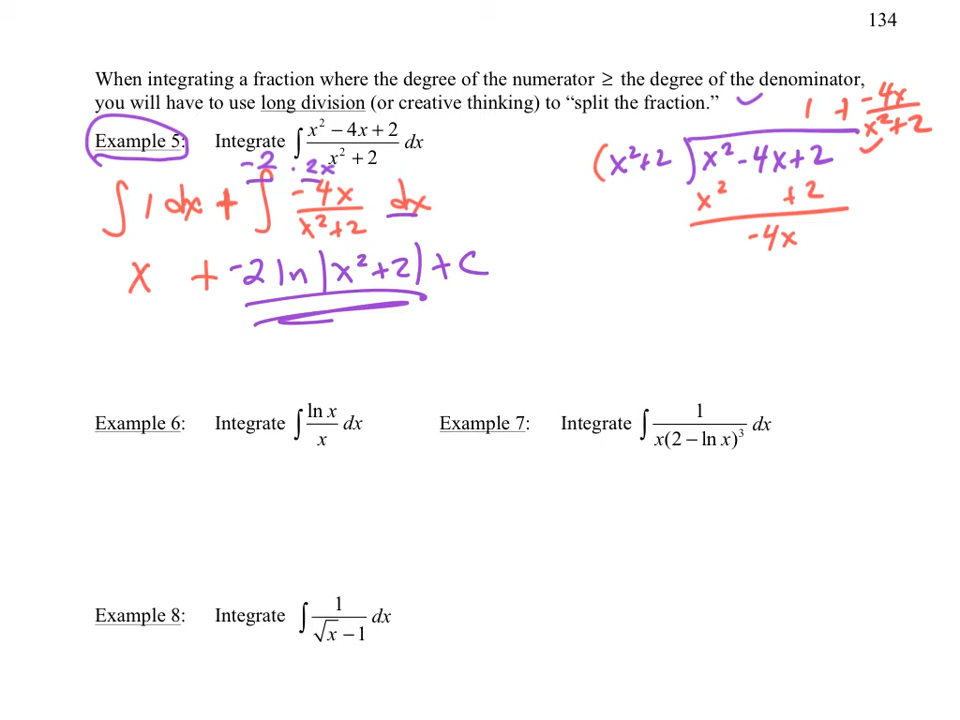 134
When integrating a fraction where the degree of the numerator ≥ the degree of the denominator,
you will have to use long division (or creative thinking) to “split the fraction.”
Example 5: Integrate ∫ (x² − 4x + 2)/(x² + 2) dx
1 + -4x/(x²+2)
(x²+2 ) x² - 4x + 2
x² + 2
-4x
-2 · 2x
∫ 1 dx + ∫ -4x/(x²+2) dx
x + -2 ln |x²+2| + C
Example 6: Integrate ∫ (ln x)/x dx Example 7: Integrate ∫ 1/(x(2 − ln x)³) dx
Example 8: Integrate ∫ 1/(√x − 1) dx